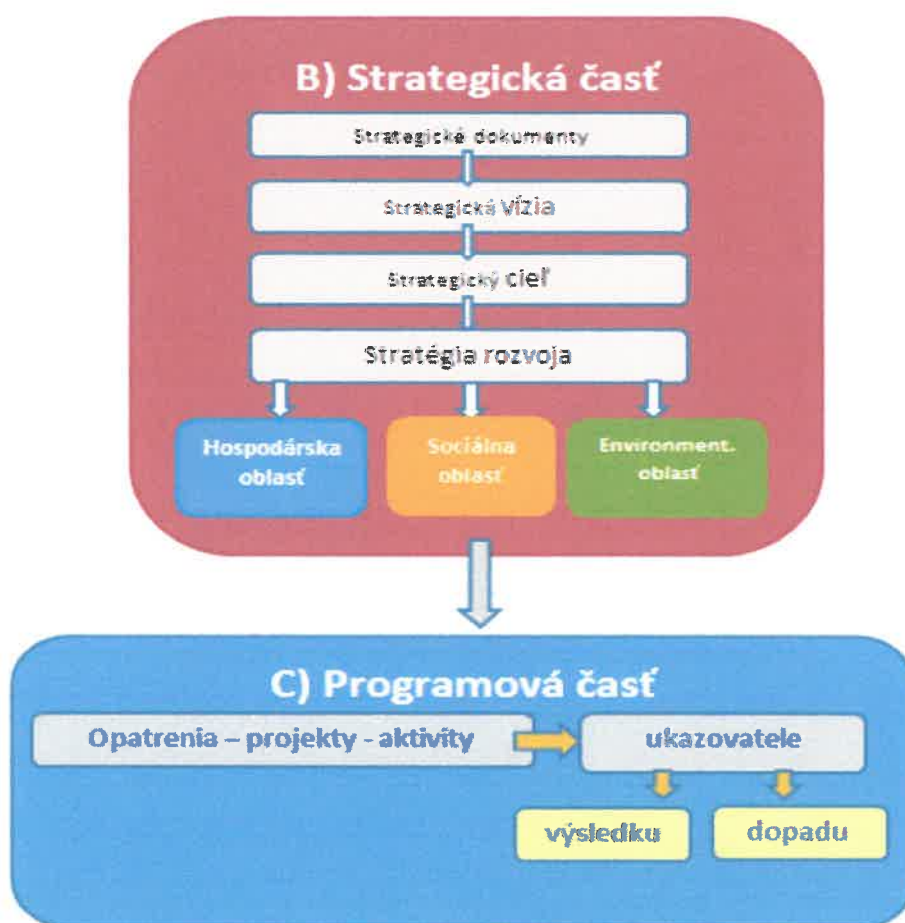 B) Strategická časť
Strategické dokumenty
Strategická vízia
Strategický cieľ
Stratégia rozvoja
Hospodárska
oblasť
Sociálna
oblasť
Environment.
oblasť
C) Programová časť
Opatrenia – projekty - aktivity
ukazovatele
výsledku
dopadu